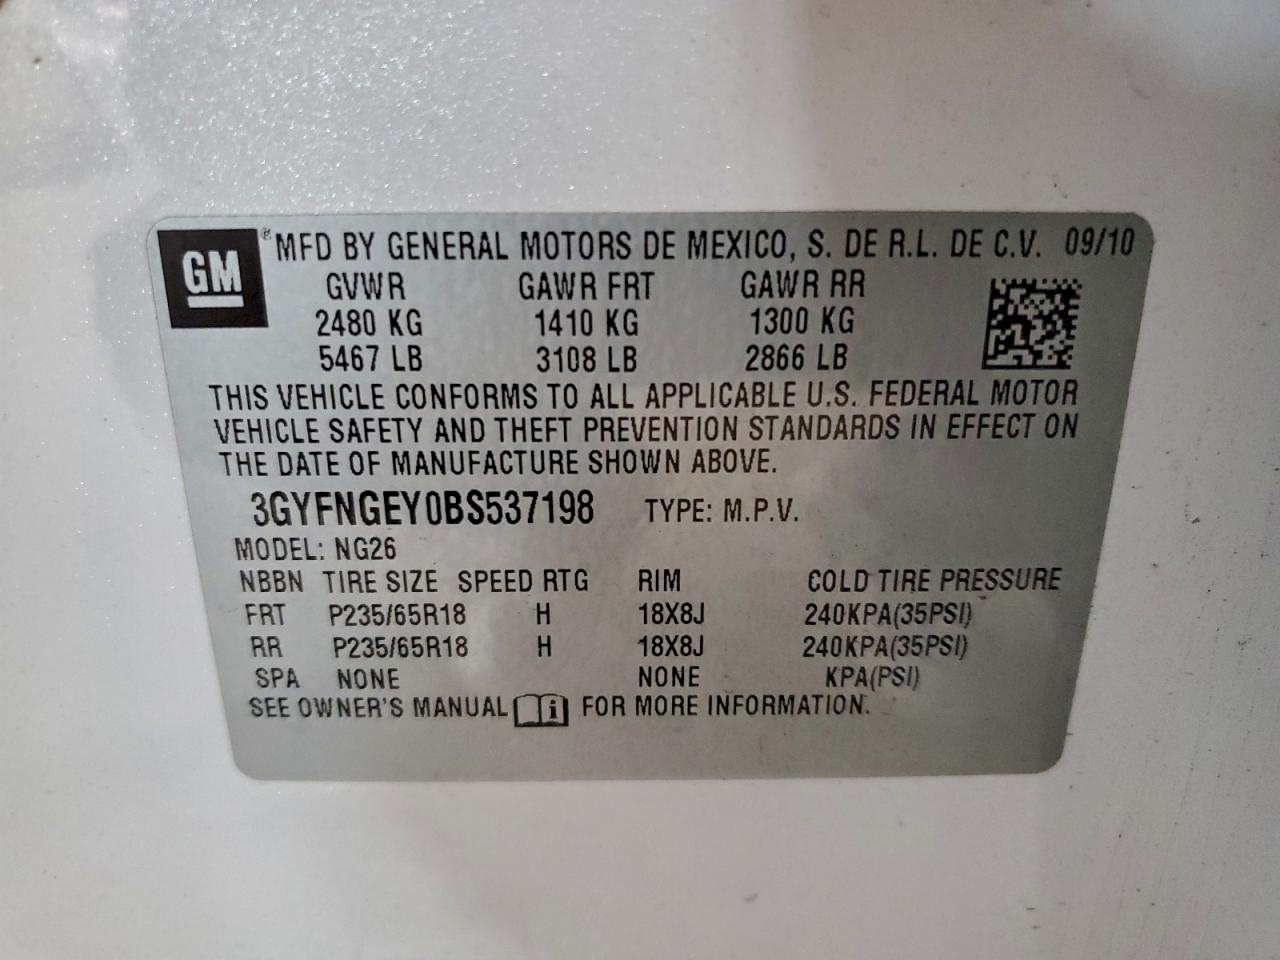 GM ® MFD BY GENERAL MOTORS DE MEXICO, S. DE R.L. DE C.V. 09/10
GVWR GAWR FRT GAWR RR
2480 KG 1410 KG 1300 KG
5467 LB 3108 LB 2866 LB
THIS VEHICLE CONFORMS TO ALL APPLICABLE U.S. FEDERAL MOTOR
VEHICLE SAFETY AND THEFT PREVENTION STANDARDS IN EFFECT ON
THE DATE OF MANUFACTURE SHOWN ABOVE.
3GYFNGEY0BS537198 TYPE: M.P.V.
MODEL: NG26
NBBN TIRE SIZE SPEED RTG RIM COLD TIRE PRESSURE
FRT P235/65R18 H 18X8J 240KPA(35PSI)
RR P235/65R18 H 18X8J 240KPA(35PSI)
SPA NONE NONE KPA(PSI)
SEE OWNER'S MANUAL i FOR MORE INFORMATION.